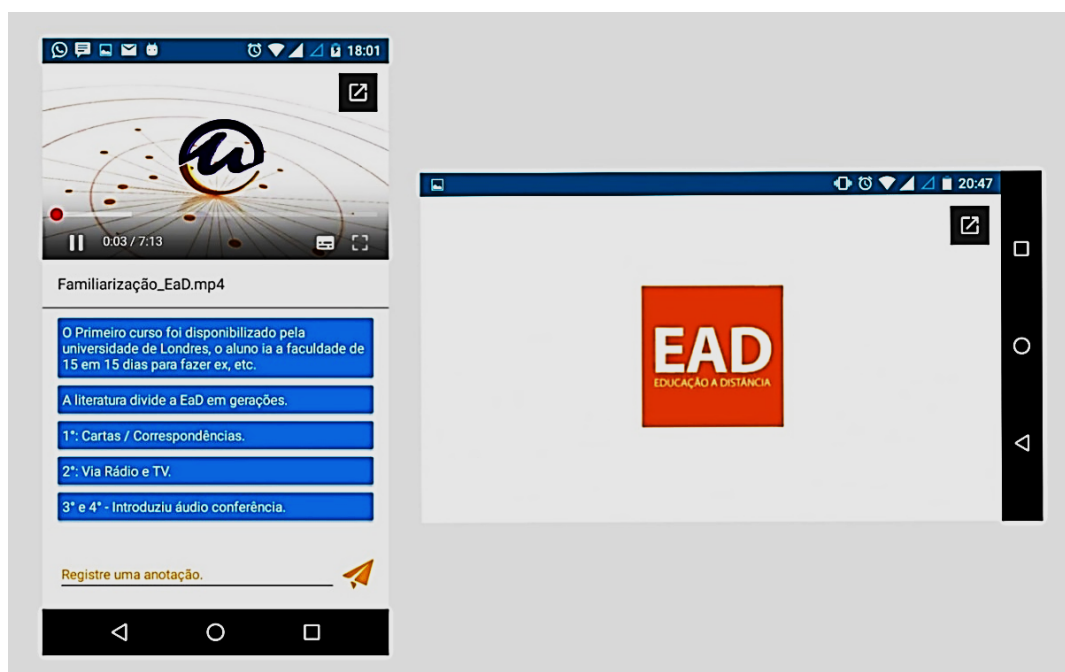 18:01
0:03 / 7:13
Familiarização_EaD.mp4
O Primeiro curso foi disponibilizado pela
universidade de Londres, o aluno ia a faculdade de
15 em 15 dias para fazer ex, etc.
A literatura divide a EaD em gerações.
1°: Cartas / Correspondências.
2°: Via Rádio e TV.
3° e 4° - Introduziu áudio conferência.
Registre uma anotação.
20:47
EAD
EDUCAÇÃO A DISTÂNCIA